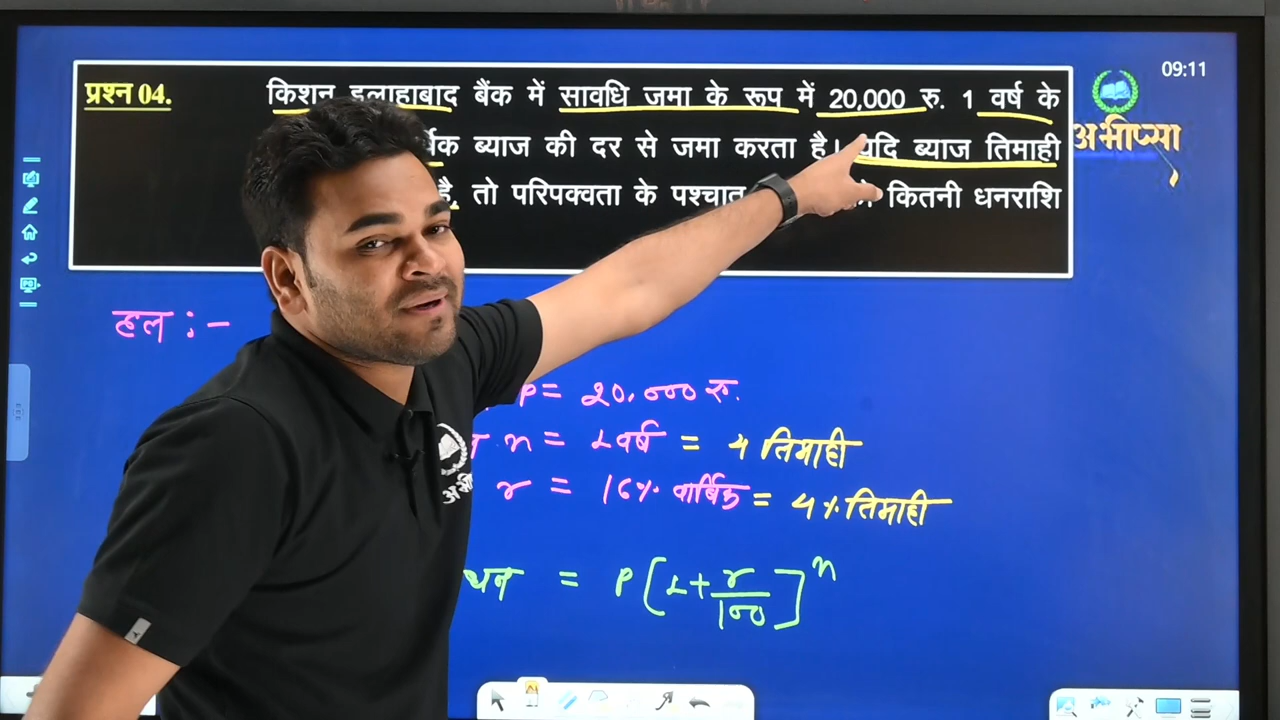 09:11
प्रश्न 04. किशन इलाहाबाद बैंक में सावधि जमा के रूप में 20,000 रु. 1 वर्ष के
ब्याज की दर से जमा करता है। यदि ब्याज तिमाही
है, तो परिपक्वता के पश्चात कितनी धनराशि
अभीप्सा
हल :-
P = 20,000 रु.
n = 1 वर्ष = 4 तिमाही
r = 16% वार्षिक = 4% तिमाही
धन = P [1 + r/100]^n